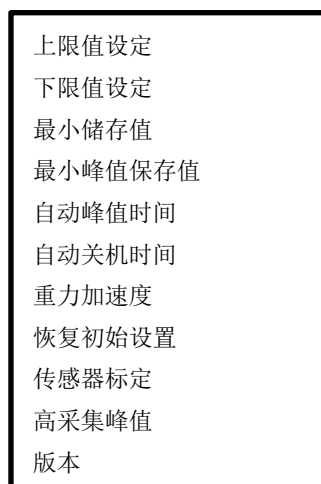 上限值设定
下限值设定
最小储存值
最小峰值保存值
自动峰值时间
自动关机时间
重力加速度
恢复初始设置
传感器标定
高采集峰值
版本